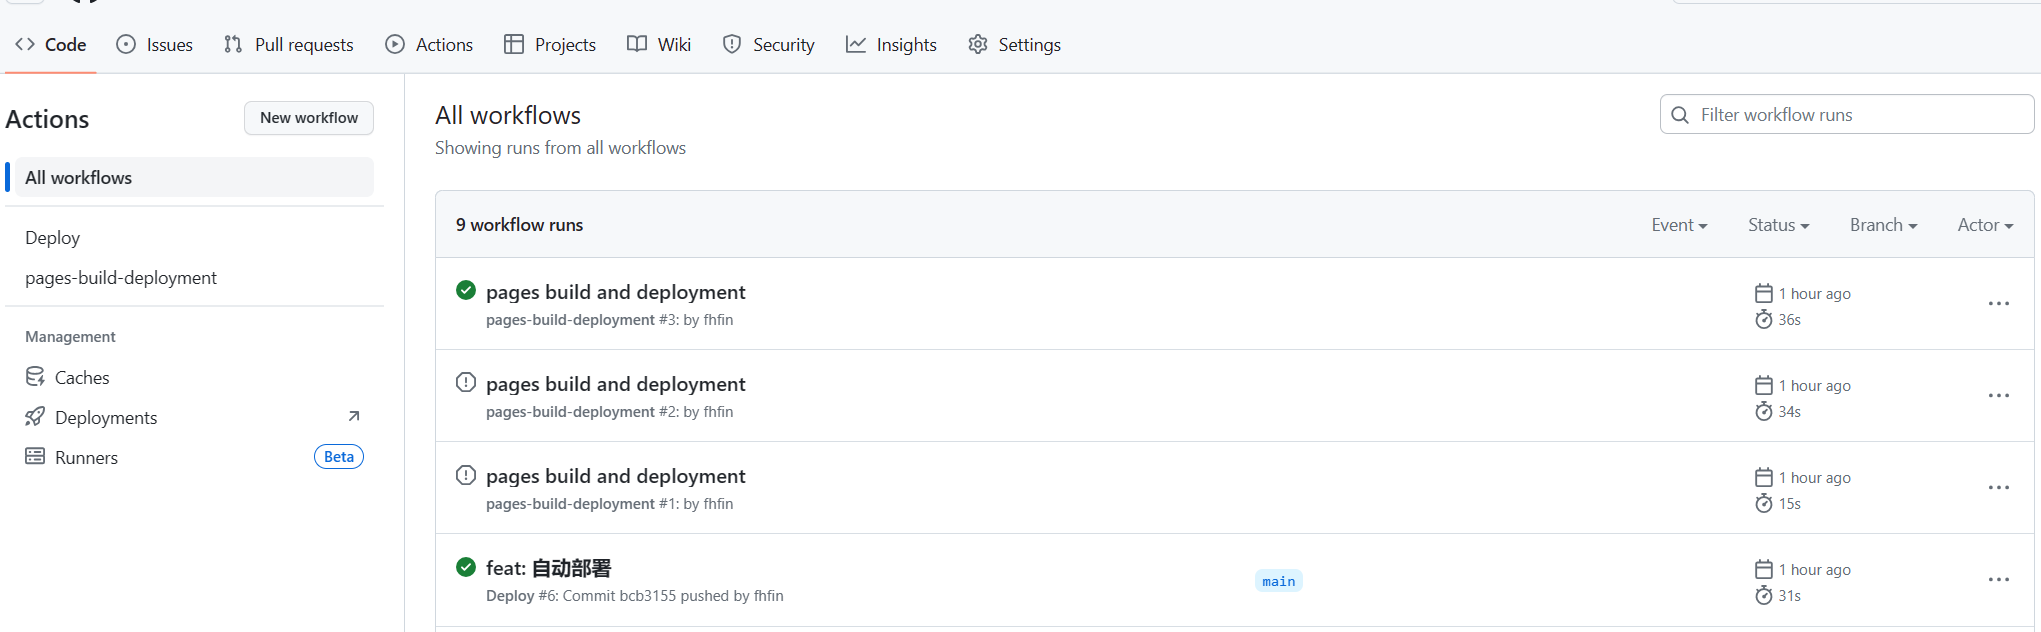 Code Issues Pull requests Actions Projects Wiki Security Insights Settings
Actions
New workflow
All workflows
Deploy
pages-build-deployment
Management
Caches
Deployments
Runners Beta
All workflows
Showing runs from all workflows
Filter workflow runs
9 workflow runs Event Status Branch Actor
pages build and deployment
pages-build-deployment #3: by fhfin
1 hour ago
36s
pages build and deployment
pages-build-deployment #2: by fhfin
1 hour ago
34s
pages build and deployment
pages-build-deployment #1: by fhfin
1 hour ago
15s
feat: 自动部署
Deploy #6: Commit bcb3155 pushed by fhfin
main
1 hour ago
31s